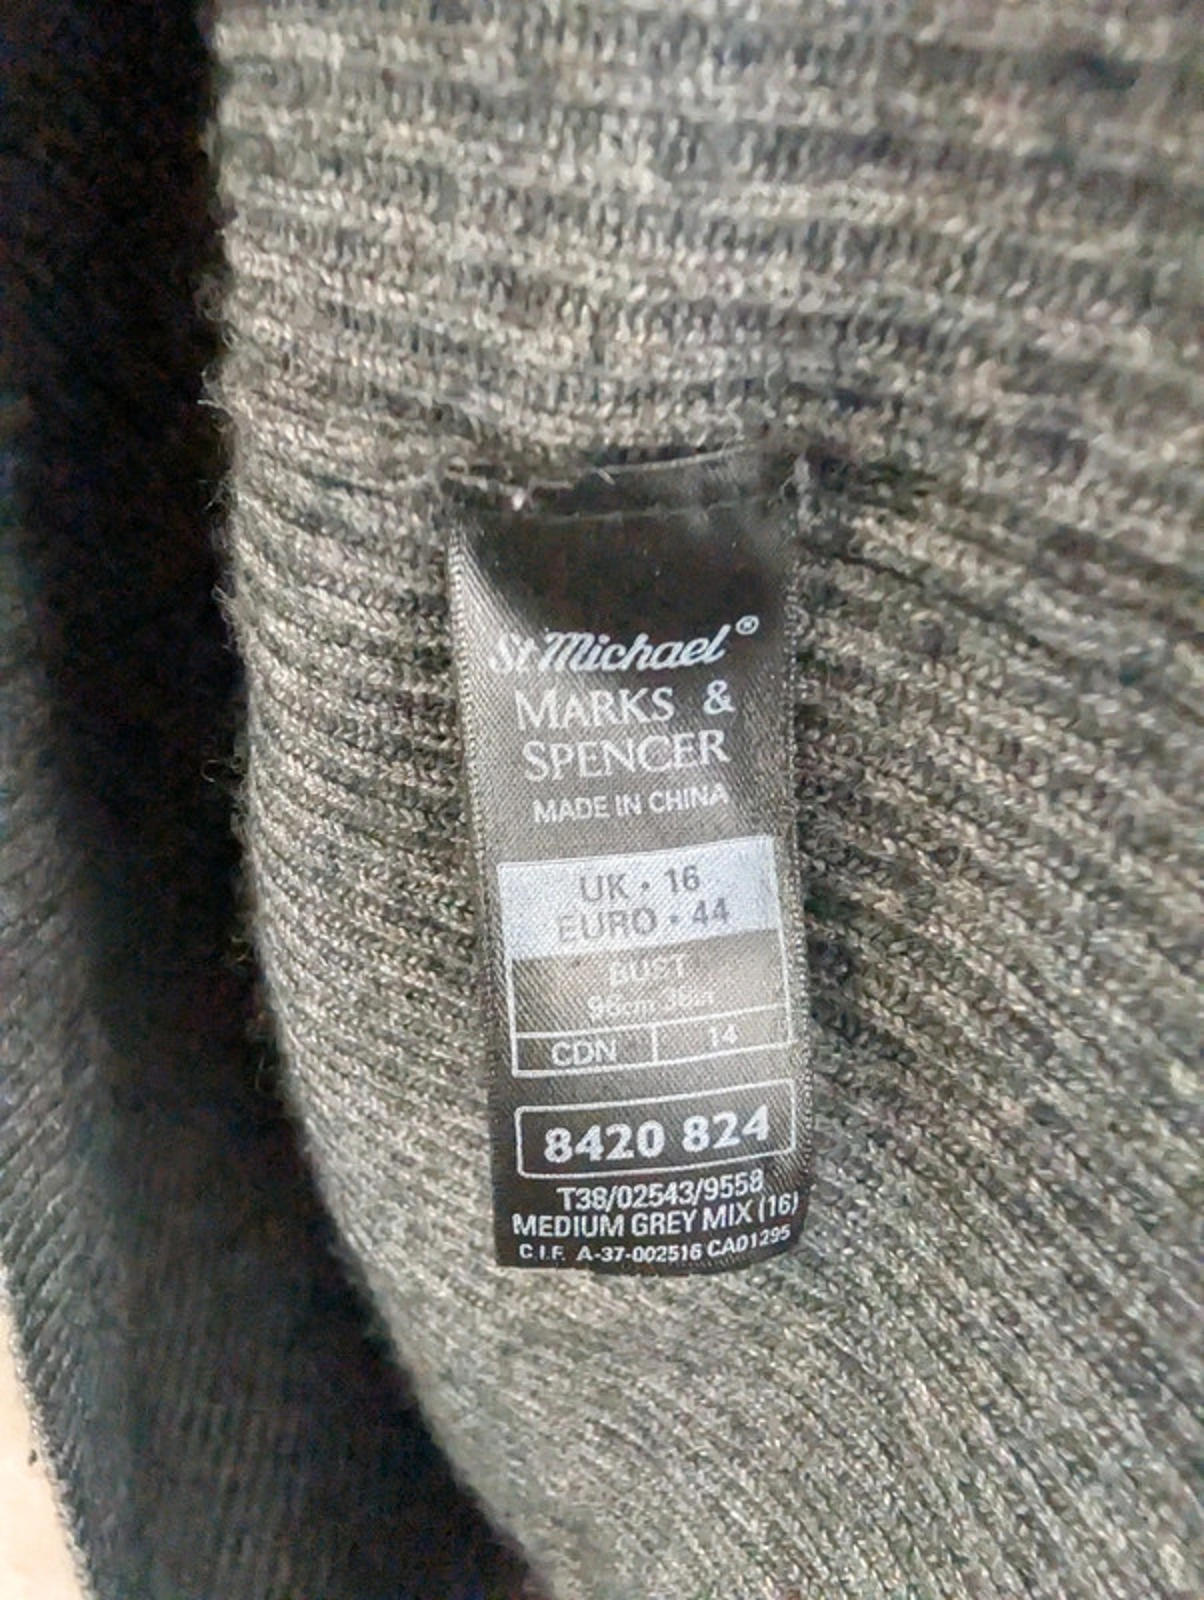 St Michael®
MARKS &
SPENCER
MADE IN CHINA
UK • 16
EURO • 44
BUST
CDN 14
8420 824
T38/02543/9558
MEDIUM GREY MIX (16)
C.I.F. A-37-002516 CA01295